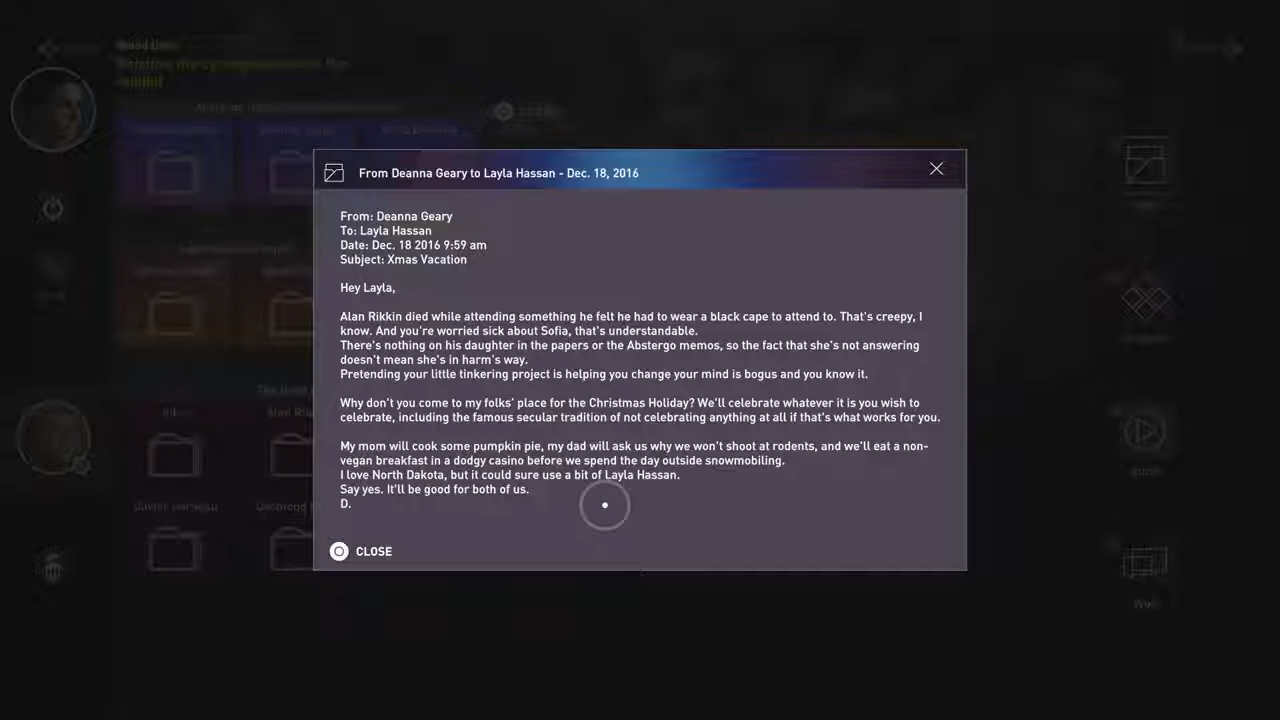 From Deanna Geary to Layla Hassan - Dec. 18, 2016
From: Deanna Geary
To: Layla Hassan
Date: Dec. 18 2016 9:59 am
Subject: Xmas Vacation
Hey Layla,
Alan Rikkin died while attending something he felt he had to wear a black cape to attend to. That's creepy, I
know. And you're worried sick about Sofia, that's understandable.
There's nothing on his daughter in the papers or the Abstergo memos, so the fact that she's not answering
doesn't mean she's in harm's way.
Pretending your little tinkering project is helping you change your mind is bogus and you know it.
Why don't you come to my folks' place for the Christmas Holiday? We'll celebrate whatever it is you wish to
celebrate, including the famous secular tradition of not celebrating anything at all if that's what works for you.
My mom will cook some pumpkin pie, my dad will ask us why we won't shoot at rodents, and we'll eat a non-
vegan breakfast in a dodgy casino before we spend the day outside snowmobiling.
I love North Dakota, but it could sure use a bit of Layla Hassan.
Say yes. It'll be good for both of us.
D.
CLOSE